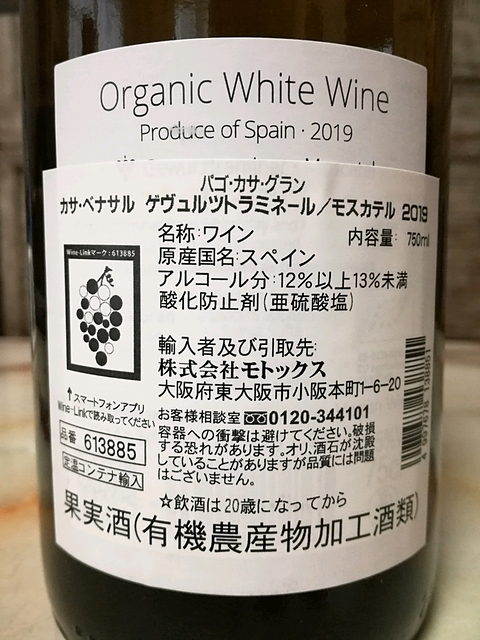 Organic White Wine
Produce of Spain · 2019
パゴ・カサ・グラン
カサ・ベナサル ゲヴュルツトラミネール／モスカテル 2019
名称:ワイン 内容量: 750ml
原産国名:スペイン
アルコール分:12%以上13%未満
酸化防止剤(亜硫酸塩)
Wine-Linkマーク:613885
輸入者及び引取先:
株式会社モトックス
大阪府東大阪市小阪本町1-6-20
↑スマートフォンアプリ
Wine-Linkで読み取ってください
お客様相談室 0120-344101
容器への衝撃は避けてください。破損
する恐れがあります。オリ、酒石が沈殿
していることがありますが品質には問題
はございません。
品番 613885
定温コンテナ輸入
☆飲酒は20歳になってから
果実酒(有機農産物加工酒類)